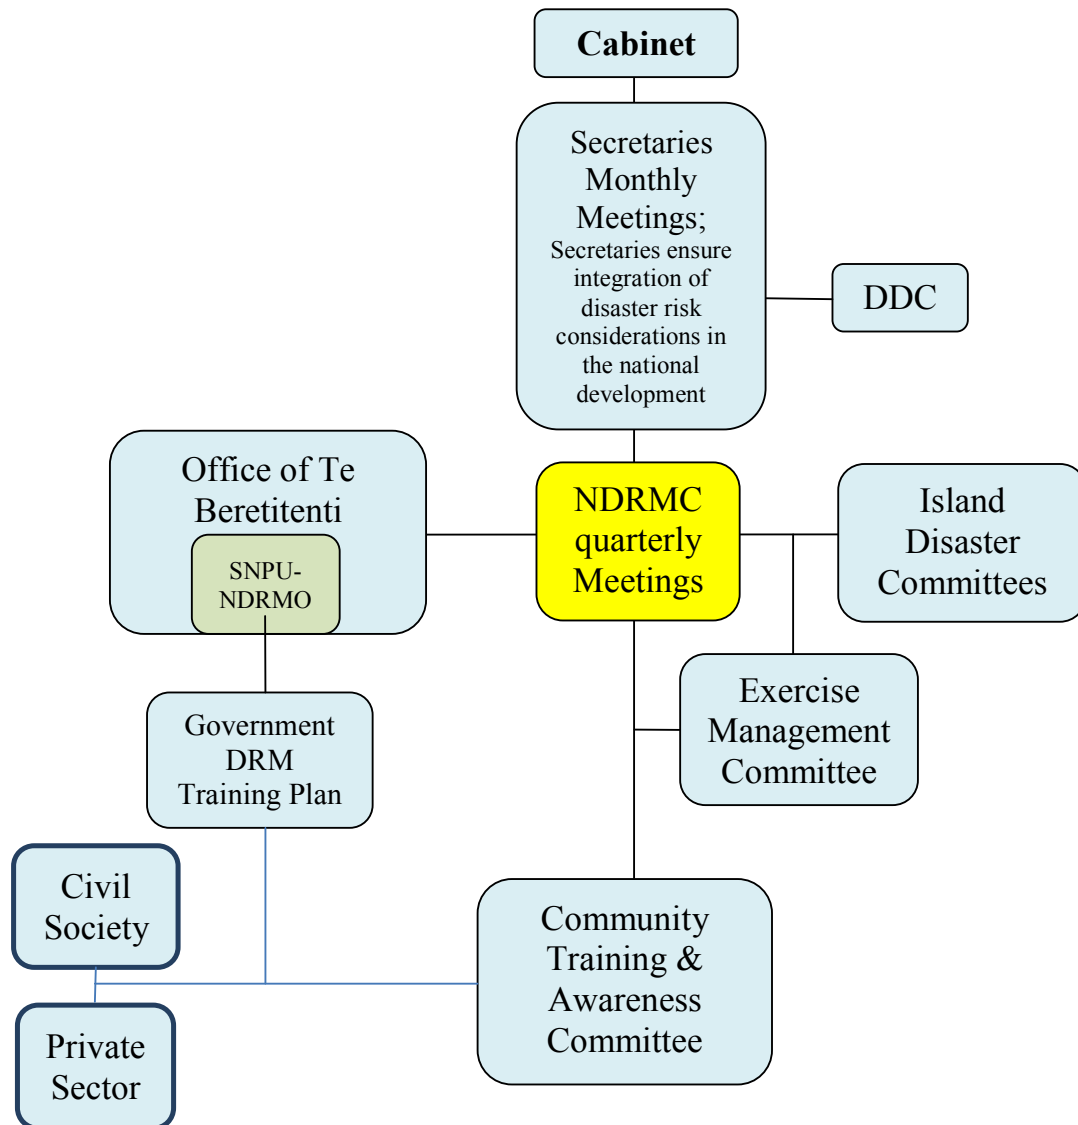 Cabinet
Secretaries
Monthly
Meetings;
Secretaries ensure
integration of
disaster risk
considerations in
the national
development
DDC
Office of Te
Beretitenti
SNPU-
NDRMO
NDRMC
quarterly
Meetings
Island
Disaster
Committees
Exercise
Management
Committee
Government
DRM
Training Plan
Civil
Society
Private
Sector
Community
Training &
Awareness
Committee